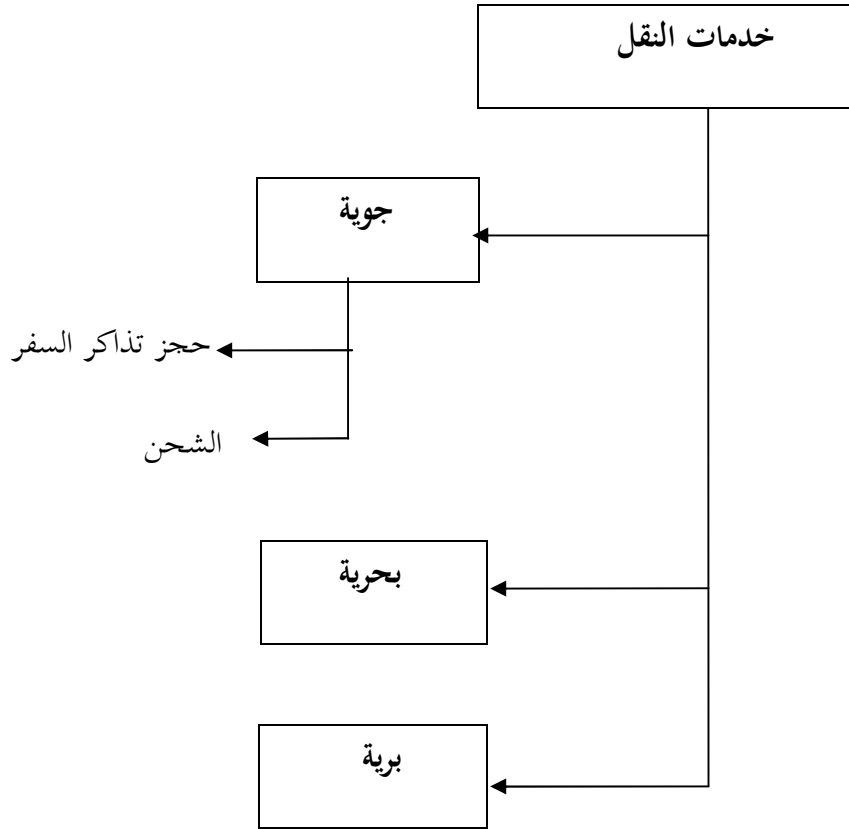 خدمات النقل
جوية
حجز تذاكر السفر
الشحن
بحرية
برية